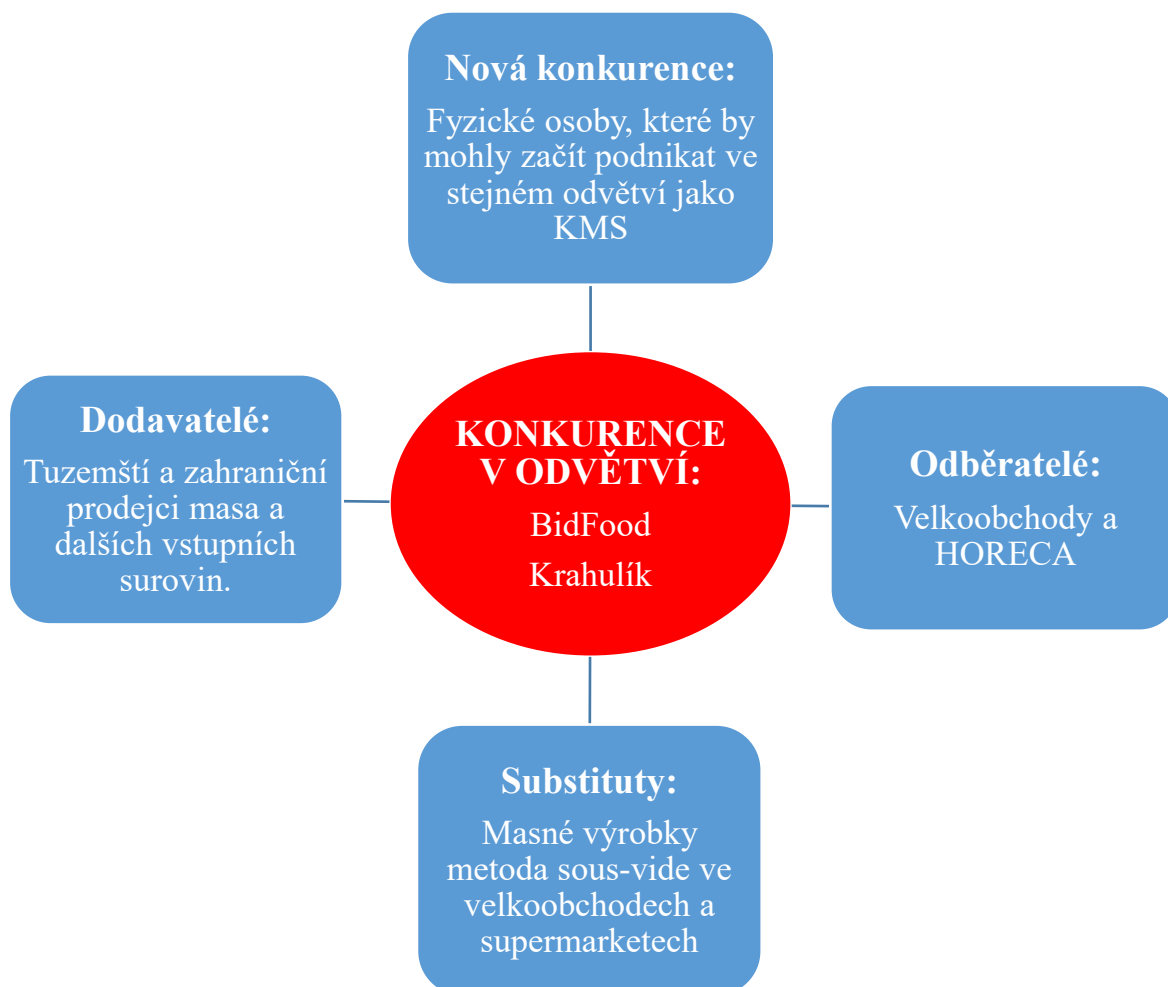 Nová konkurence:
Fyzické osoby, které by
mohly začít podnikat ve
stejném odvětví jako
KMS
Dodavatelé:
Tuzemští a zahraniční
prodejci masa a
dalších vstupních
surovin.
KONKURENCE
V ODVĚTVÍ:
BidFood
Krahulík
Odběratelé:
Velkoobchody a
HORECA
Substituty:
Masné výrobky
metoda sous-vide ve
velkoobchodech a
supermarketech